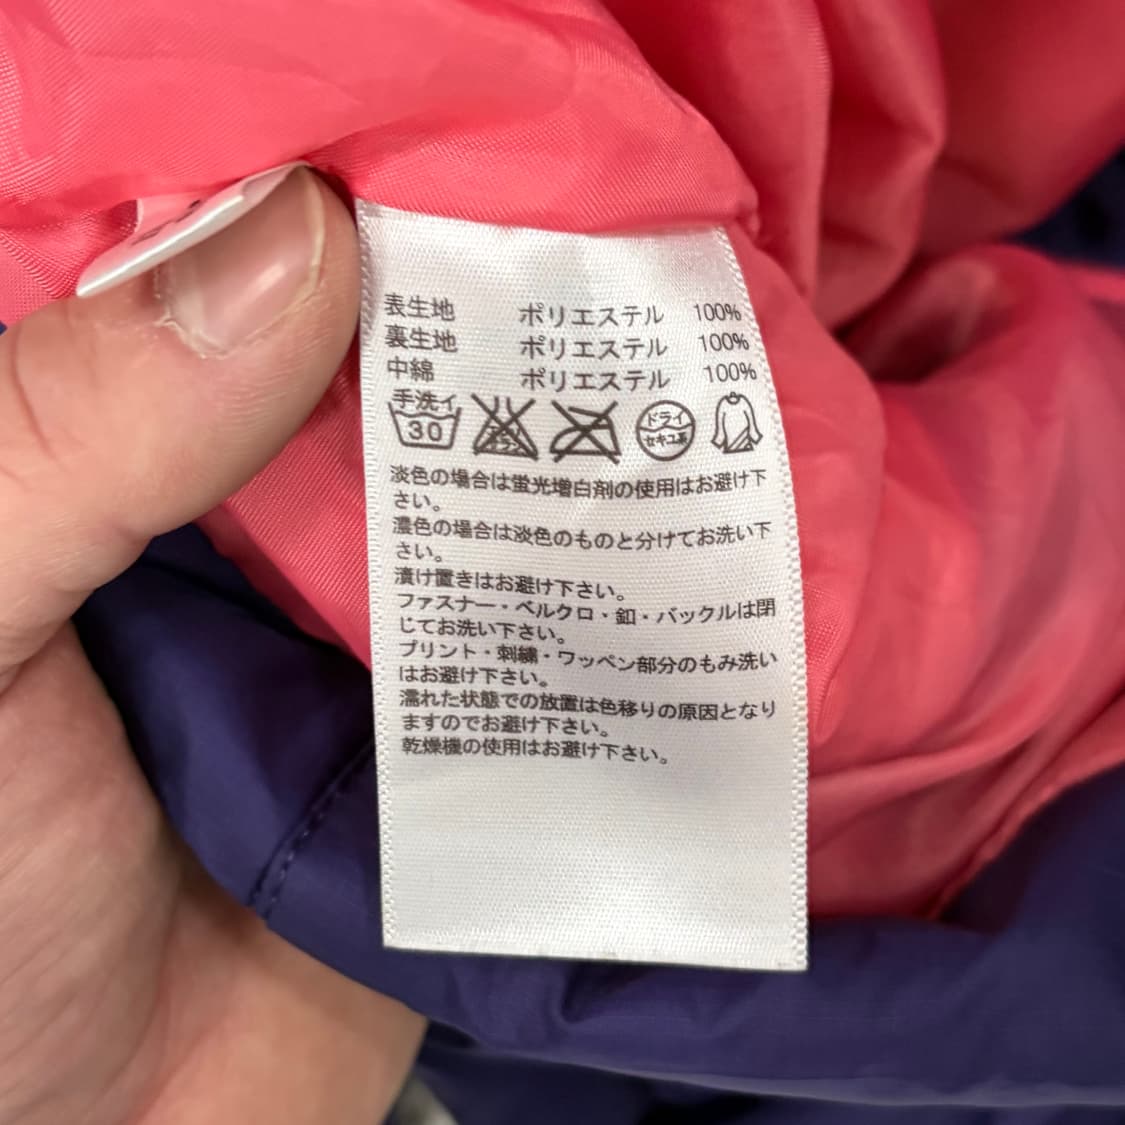 表生地 ポリエステル 100%
裏生地 ポリエステル 100%
中綿 ポリエステル 100%
手洗イ
30
ドライ
セキユ系
淡色の場合は蛍光増白剤の使用はお避け下
さい。
濃色の場合は淡色のものと分けてお洗い下
さい。
漬け置きはお避け下さい。
ファスナー・ベルクロ・釦・バックルは閉
じてお洗い下さい。
プリント・刺繍・ワッペン部分のもみ洗い
はお避け下さい。
濡れた状態での放置は色移りの原因となり
ますのでお避け下さい。
乾燥機の使用はお避け下さい。